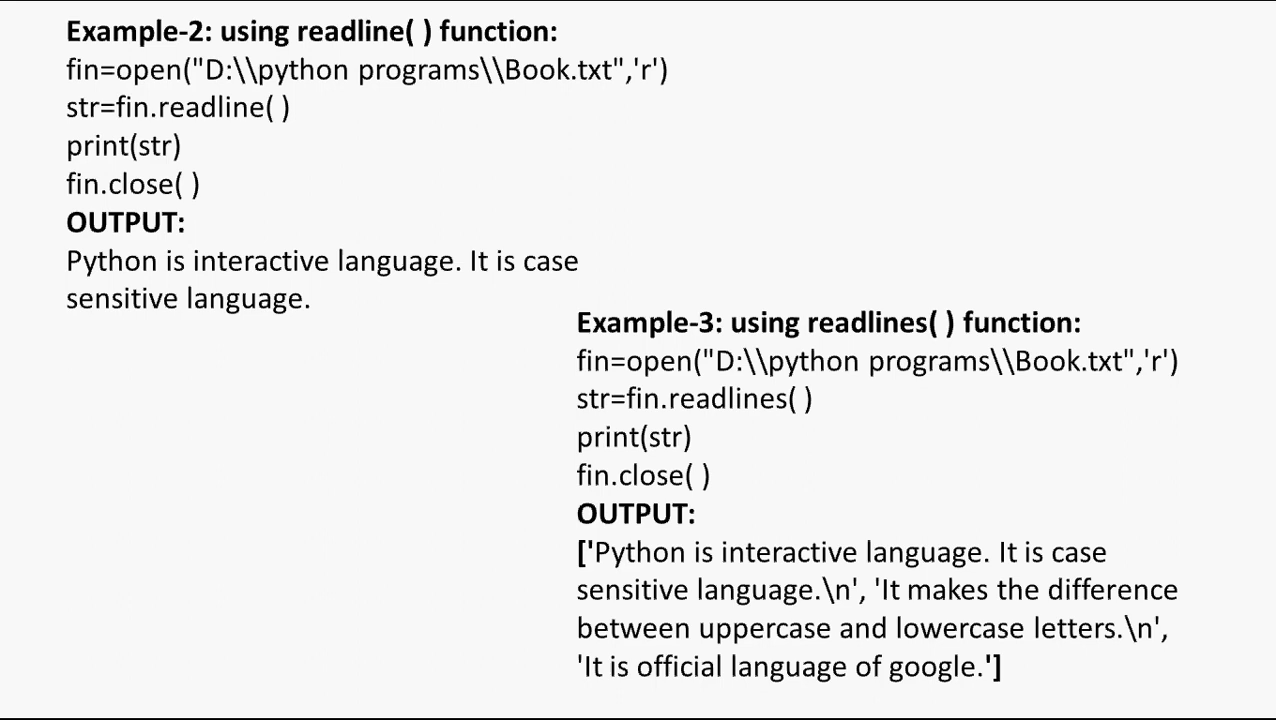 Example-2: using readline( ) function:
fin=open("D:\\python programs\\Book.txt",'r')
str=fin.readline( )
print(str)
fin.close( )
OUTPUT:
Python is interactive language. It is case
sensitive language.
Example-3: using readlines( ) function:
fin=open("D:\\python programs\\Book.txt",'r')
str=fin.readlines( )
print(str)
fin.close( )
OUTPUT:
['Python is interactive language. It is case
sensitive language.\n', 'It makes the difference
between uppercase and lowercase letters.\n',
'It is official language of google.']